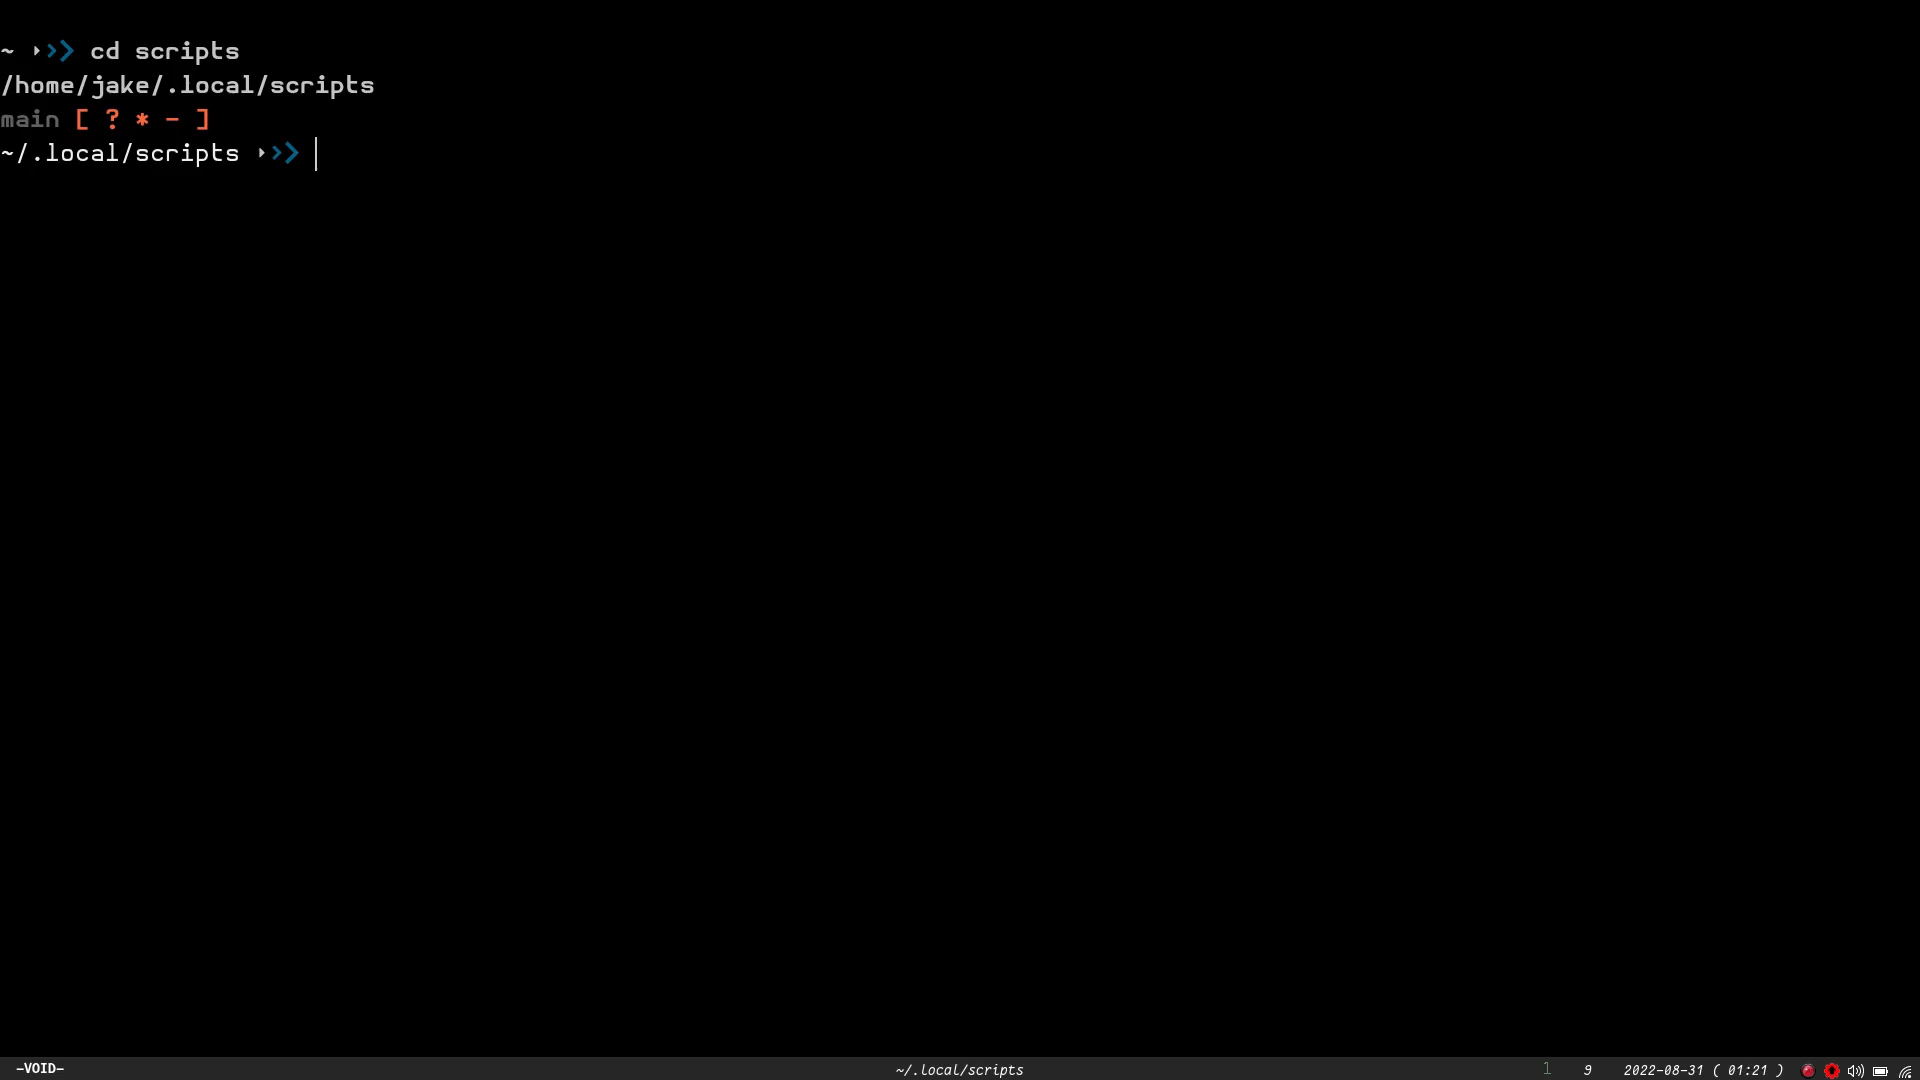 ~ ‣❯❯ cd scripts
/home/jake/.local/scripts
main [ ? * - ]
~/.local/scripts ‣❯❯
-VOID- ~/.local/scripts 1 9 2022-08-31 ( 01:21 )